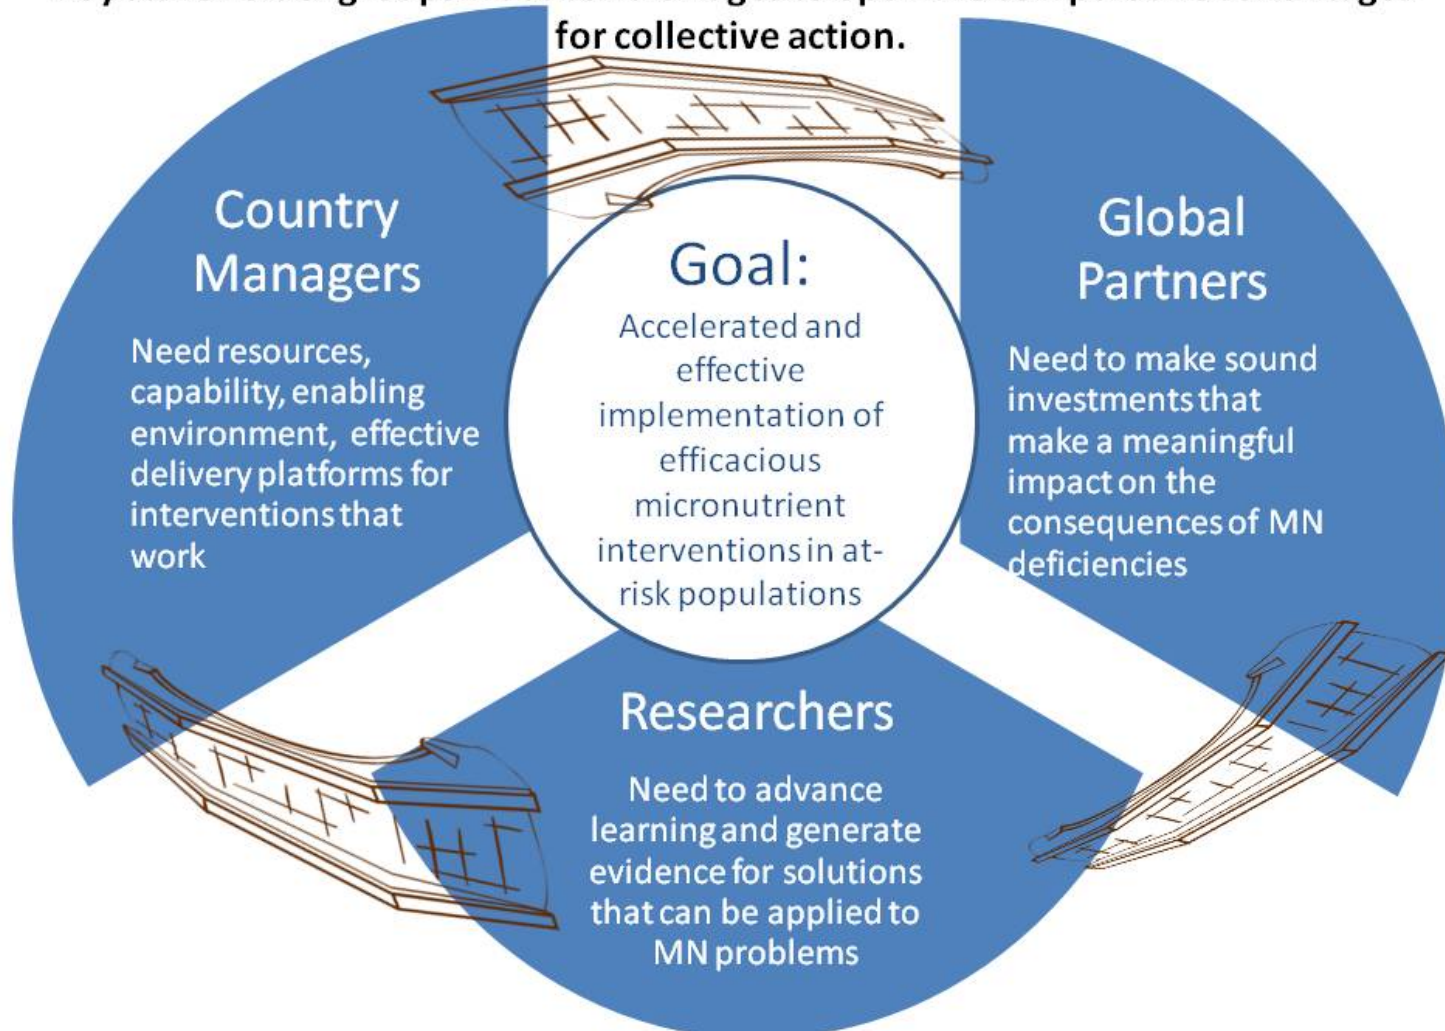 for collective action.
Country
Managers
Need resources,
capability, enabling
environment, effective
delivery platforms for
interventions that
work
Goal:
Accelerated and
effective
implementation of
efficacious
micronutrient
interventions in at-
risk populations
Global
Partners
Need to make sound
investments that
make a meaningful
impact on the
consequences of MN
deficiencies
Researchers
Need to advance
learning and generate
evidence for solutions
that can be applied to
MN problems